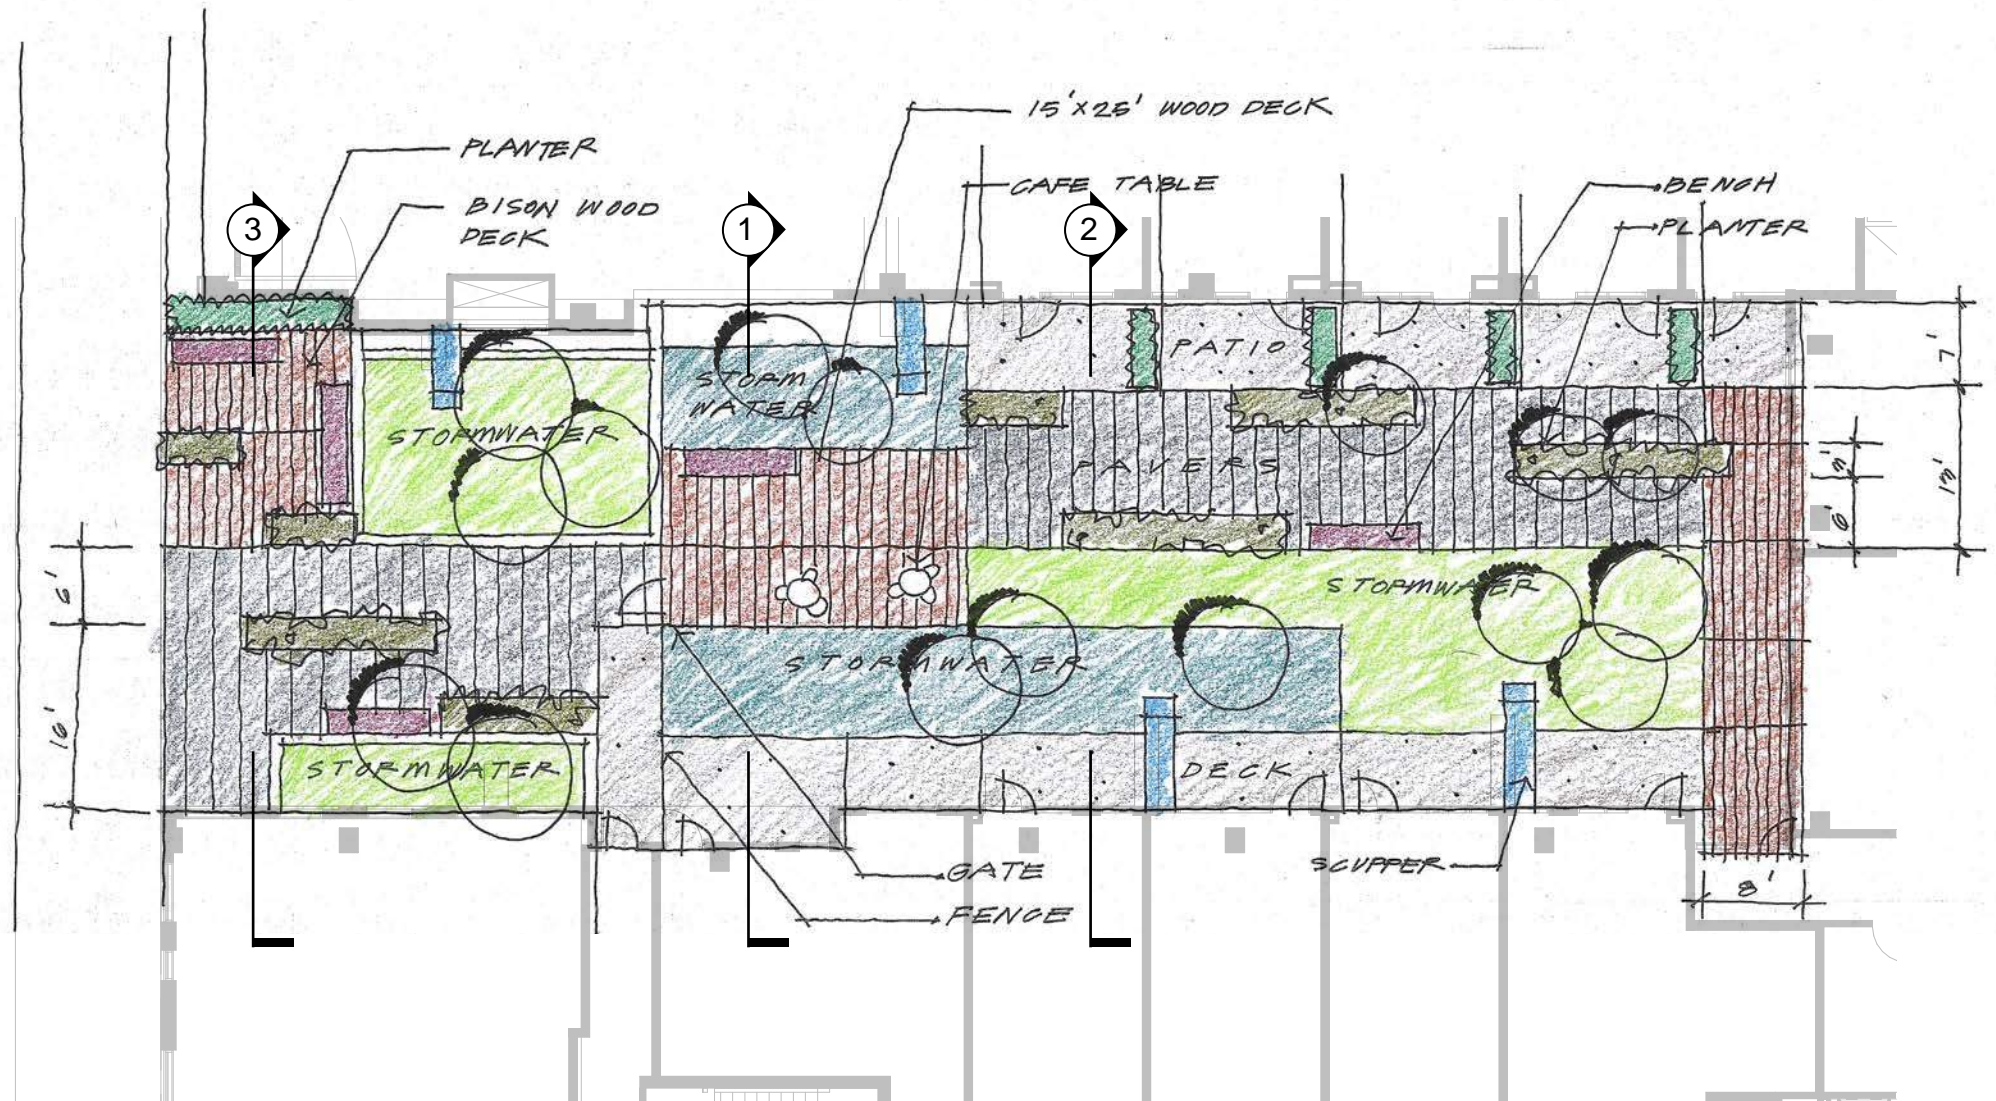 15'X25' WOOD DECK
PLANTER
CAFE TABLE
BENCH
BISON WOOD
DECK
PLANTER
3
1
2
PATIO
7'
STORM
WATER
STORMWATER
PAVERS
3'
13'
6'
6'
STORMWATER
STORMWATER
16'
STORMWATER
DECK
GATE
SCUPPER
8'
FENCE